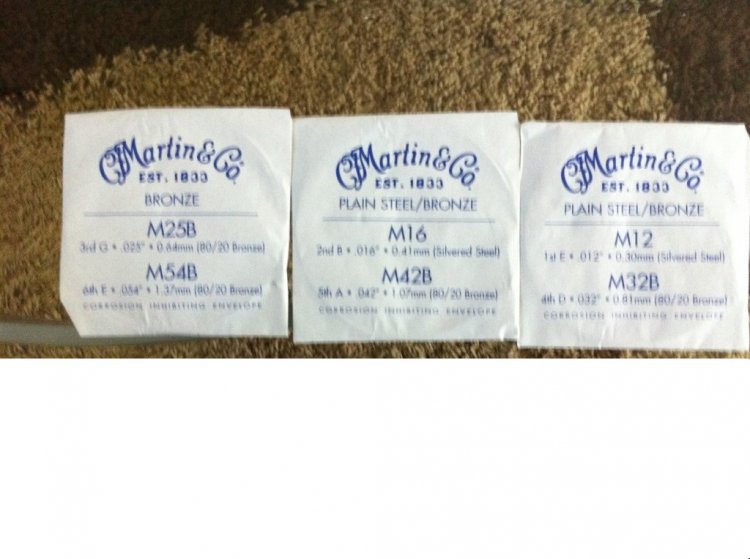 CFMartin & Co.
EST. 1833
BRONZE
M25B
3rd G • .025" • 0.64mm (80/20 Bronze)
M54B
6th E • .054" • 1.37mm (80/20 Bronze)
CORROSION INHIBITING ENVELOPE
CFMartin & Co.
EST. 1833
PLAIN STEEL/BRONZE
M16
2nd B • .016" • 0.41mm (Silvered Steel)
M42B
5th A • .042" • 1.07mm (80/20 Bronze)
CORROSION INHIBITING ENVELOPE
CFMartin & Co.
EST. 1833
PLAIN STEEL/BRONZE
M12
1st E • .012" • 0.30mm (Silvered Steel)
M32B
4th D • .032" • 0.81mm (80/20 Bronze)
CORROSION INHIBITING ENVELOPE